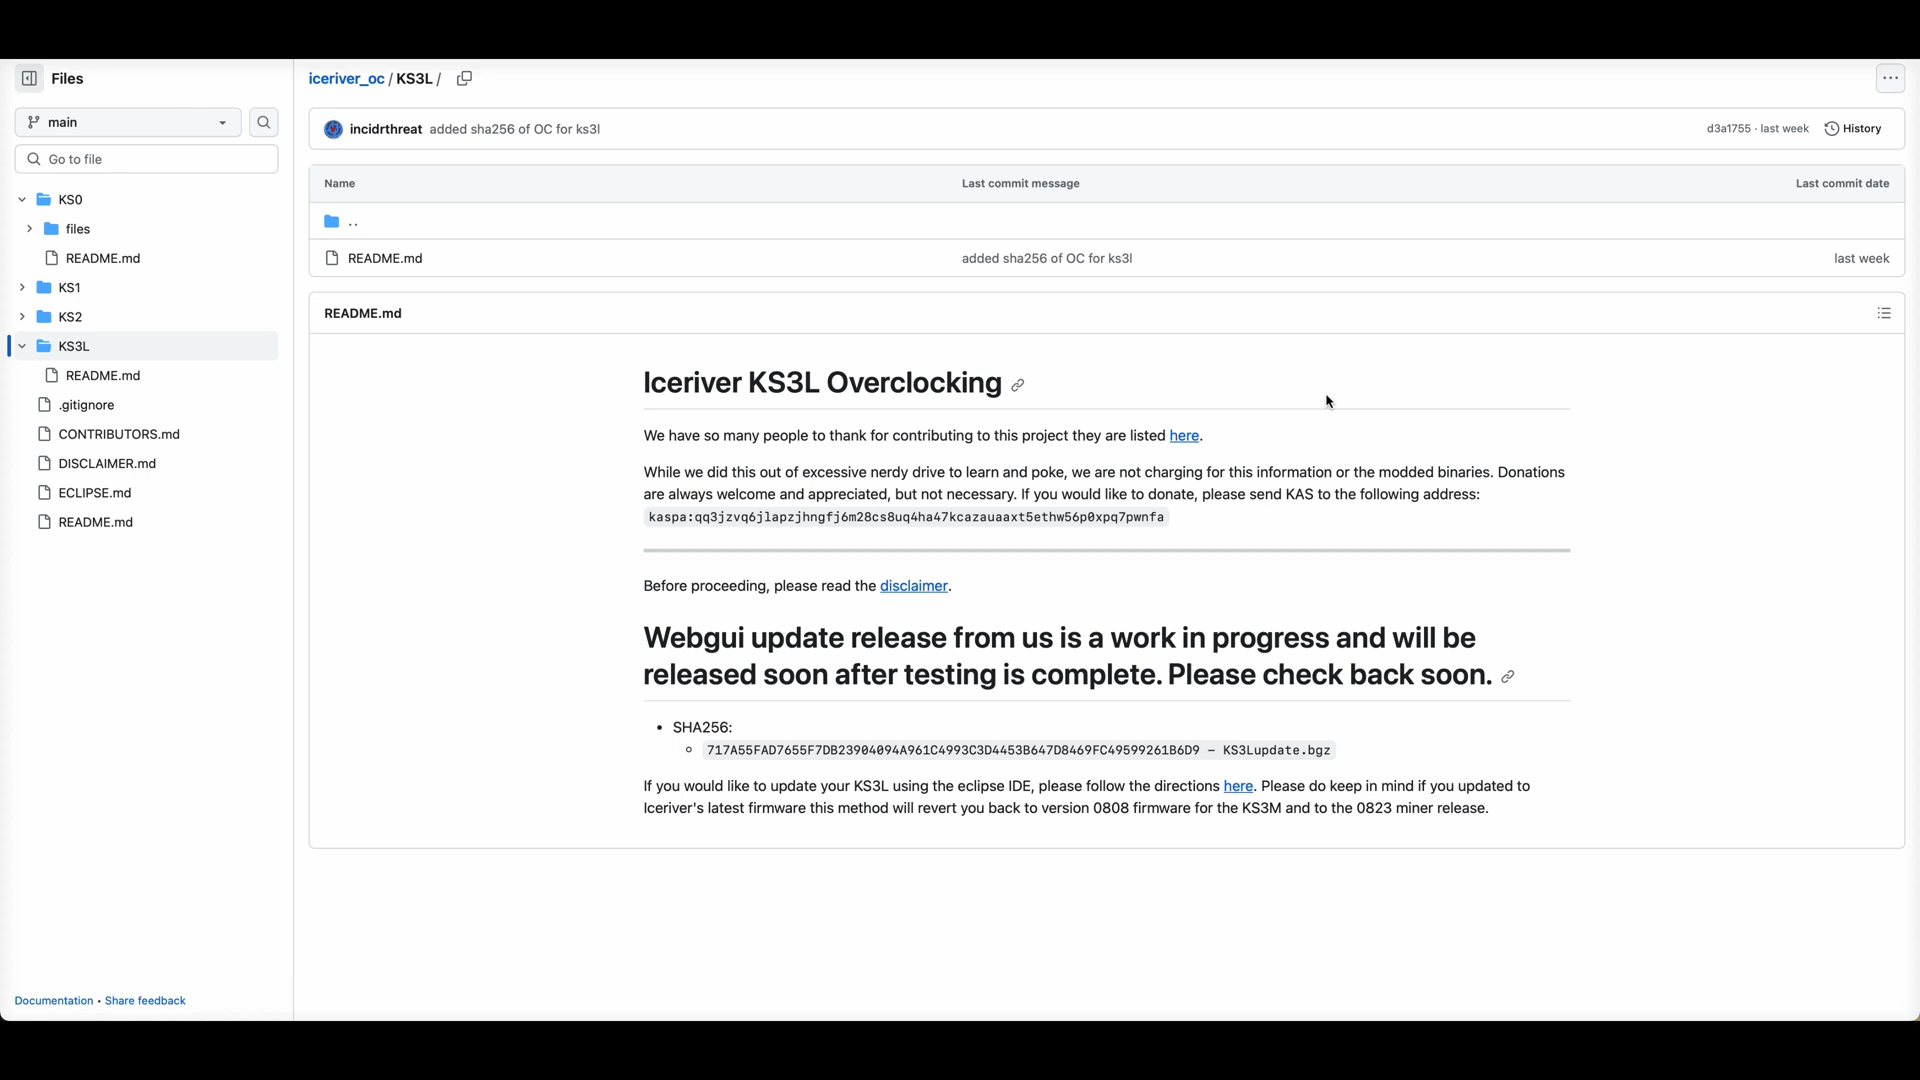 Files
main
Go to file
KS0
files
README.md
KS1
KS2
KS3L
README.md
.gitignore
CONTRIBUTORS.md
DISCLAIMER.md
ECLIPSE.md
README.md
Documentation • Share feedback
iceriver_oc / KS3L /
incidrthreat added sha256 of OC for ks3l
d3a1755 · last week History
Name Last commit message Last commit date
..
README.md added sha256 of OC for ks3l last week
README.md
Iceriver KS3L Overclocking
We have so many people to thank for contributing to this project they are listed here.
While we did this out of excessive nerdy drive to learn and poke, we are not charging for this information or the modded binaries. Donations
are always welcome and appreciated, but not necessary. If you would like to donate, please send KAS to the following address:
kaspa:qq3jzvq6jlapzjhngfj6m28cs8uq4ha47kcazauaaxt5ethw56p0xpq7pwnfa
Before proceeding, please read the disclaimer.
Webgui update release from us is a work in progress and will be
released soon after testing is complete. Please check back soon.
• SHA256:
717A55FAD7655F7DB23904094A961C4993C3D4453B647D8469FC49599261B6D9 – KS3Lupdate.bgz
If you would like to update your KS3L using the eclipse IDE, please follow the directions here. Please do keep in mind if you updated to
Iceriver's latest firmware this method will revert you back to version 0808 firmware for the KS3M and to the 0823 miner release.